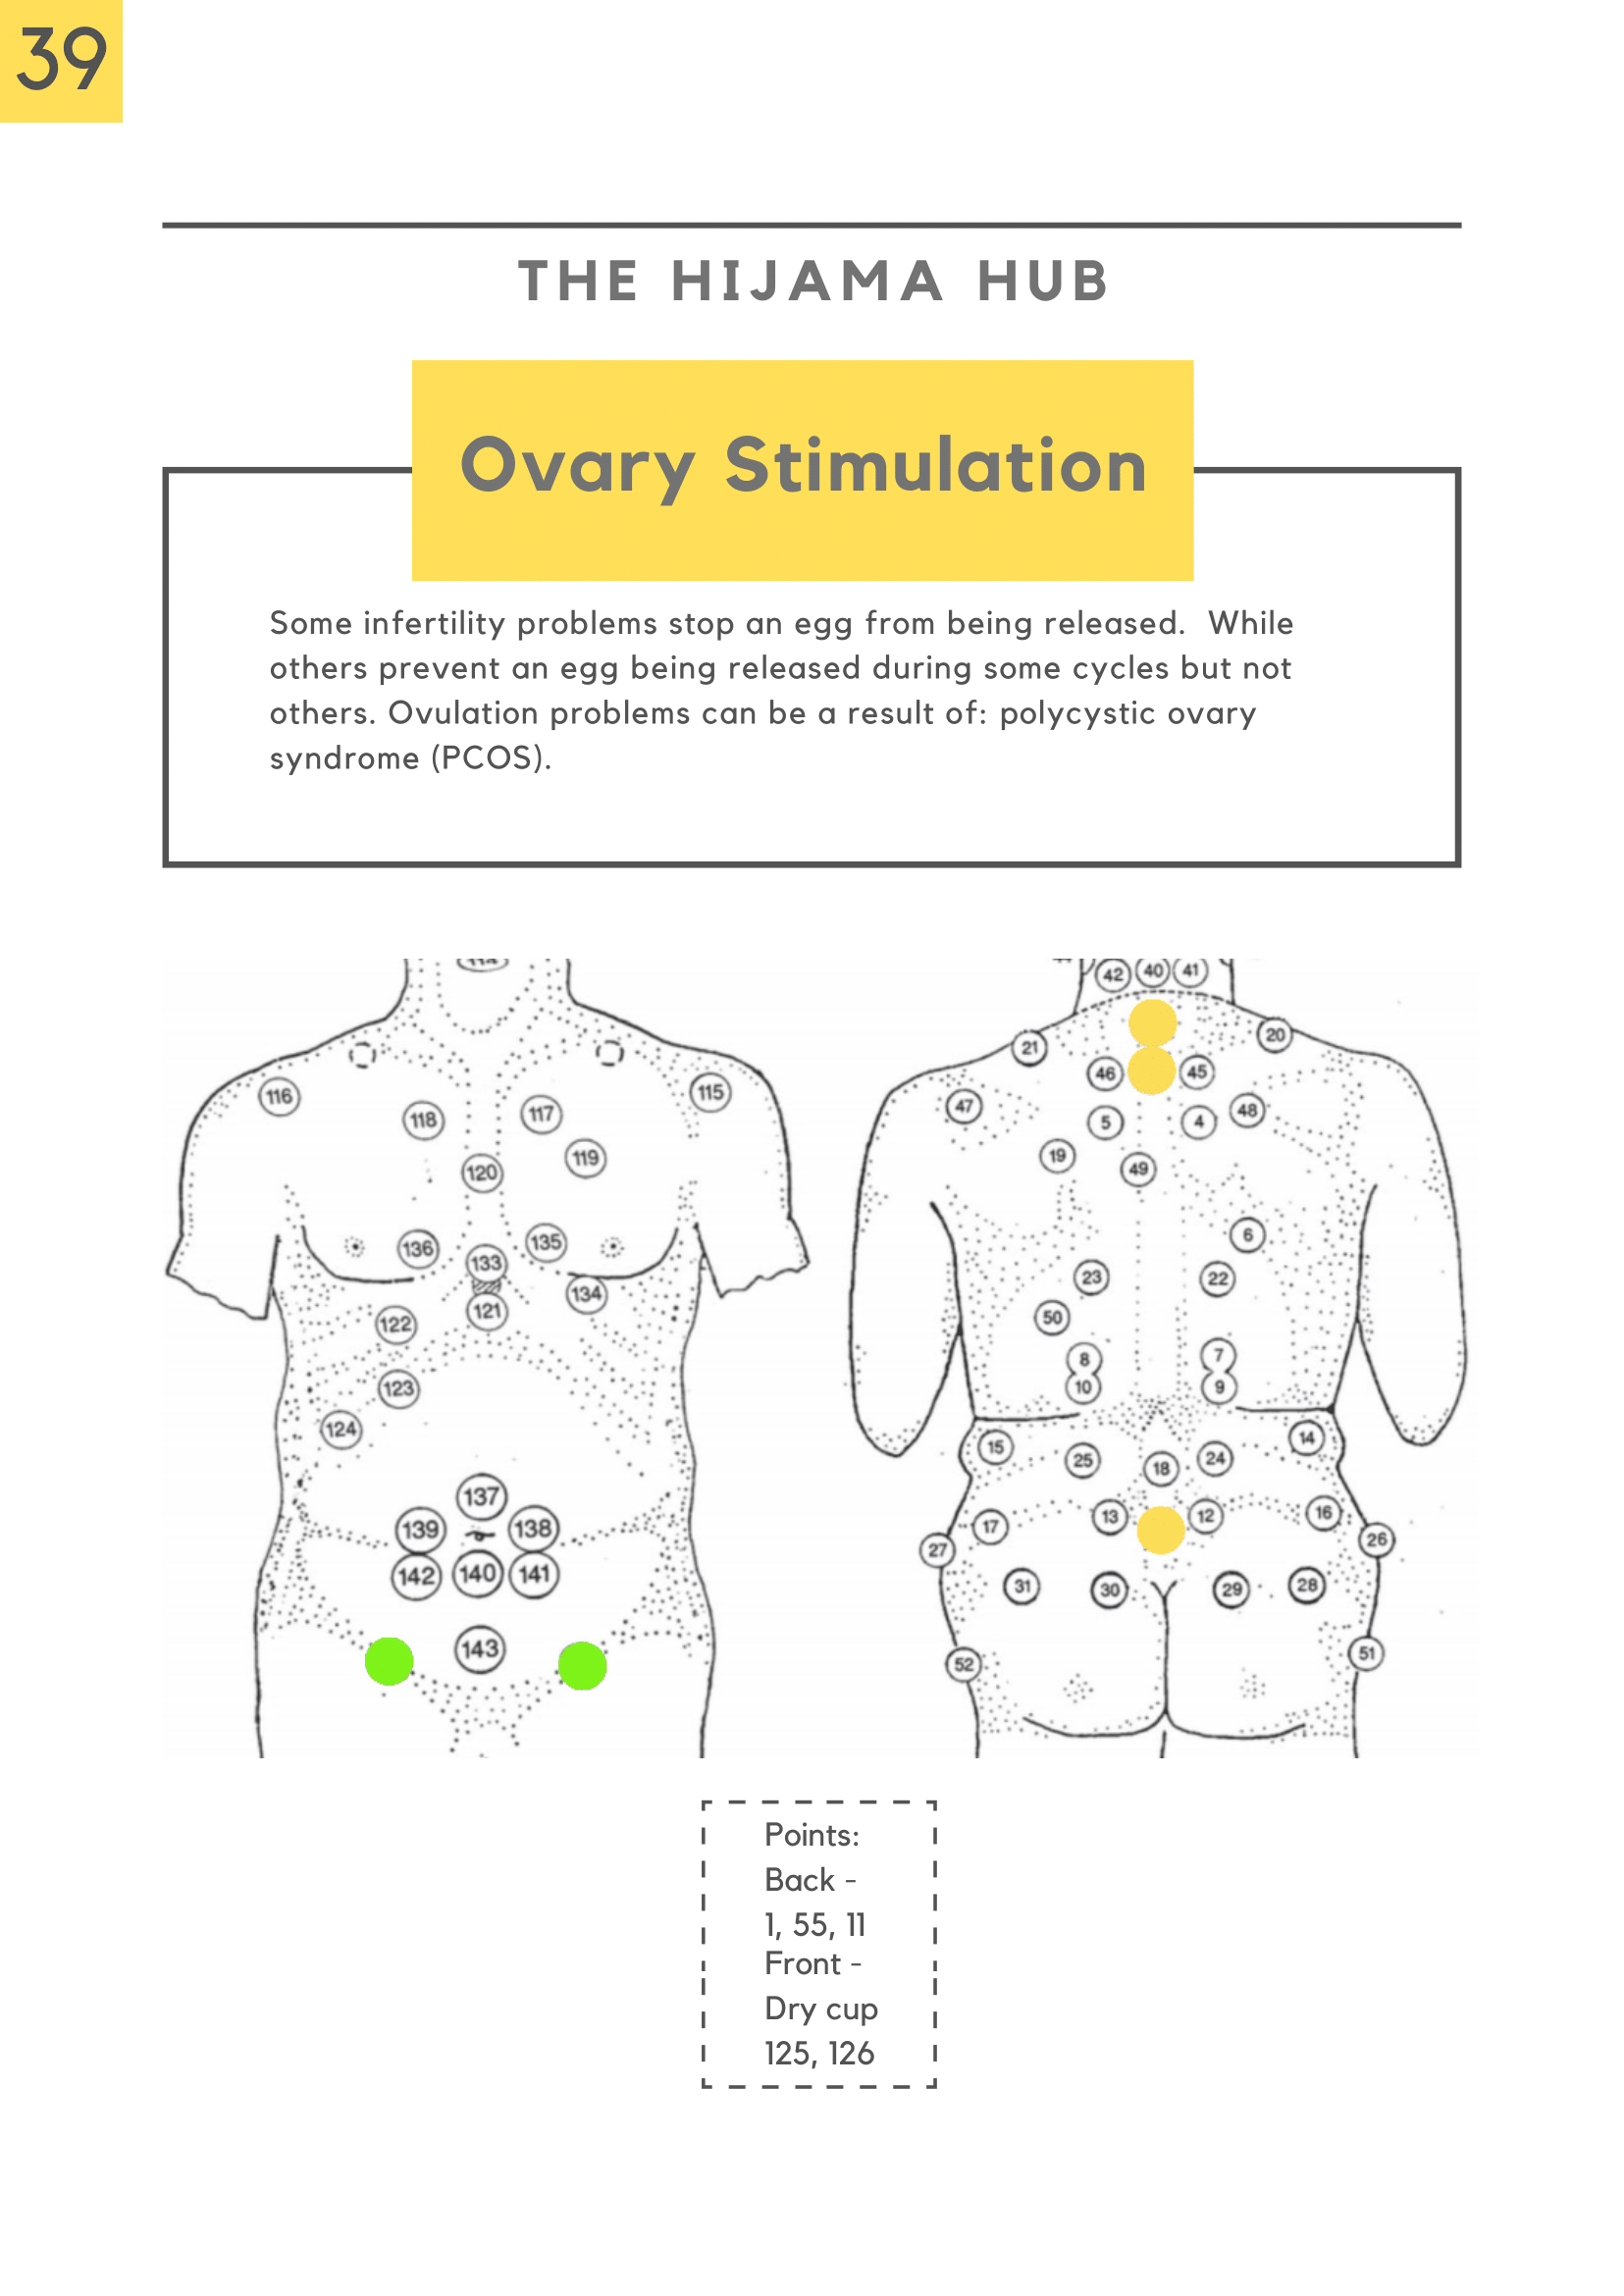 39
THE HIJAMA HUB
Ovary Stimulation
Some infertility problems stop an egg from being released. While
others prevent an egg being released during some cycles but not
others. Ovulation problems can be a result of: polycystic ovary
syndrome (PCOS).
116
115
118
117
119
120
136
135
133
134
121
122
123
124
137
139 138
142 140 141
143
42 40 41
21
20
46 45
47
5 4 48
19
49
6
23 22
50
8 7
10 9
15
14
25
24
18
17
13 12
16
27
26
31 30 29 28
52
51
Points:
Back -
1, 55, 11
Front -
Dry cup
125, 126